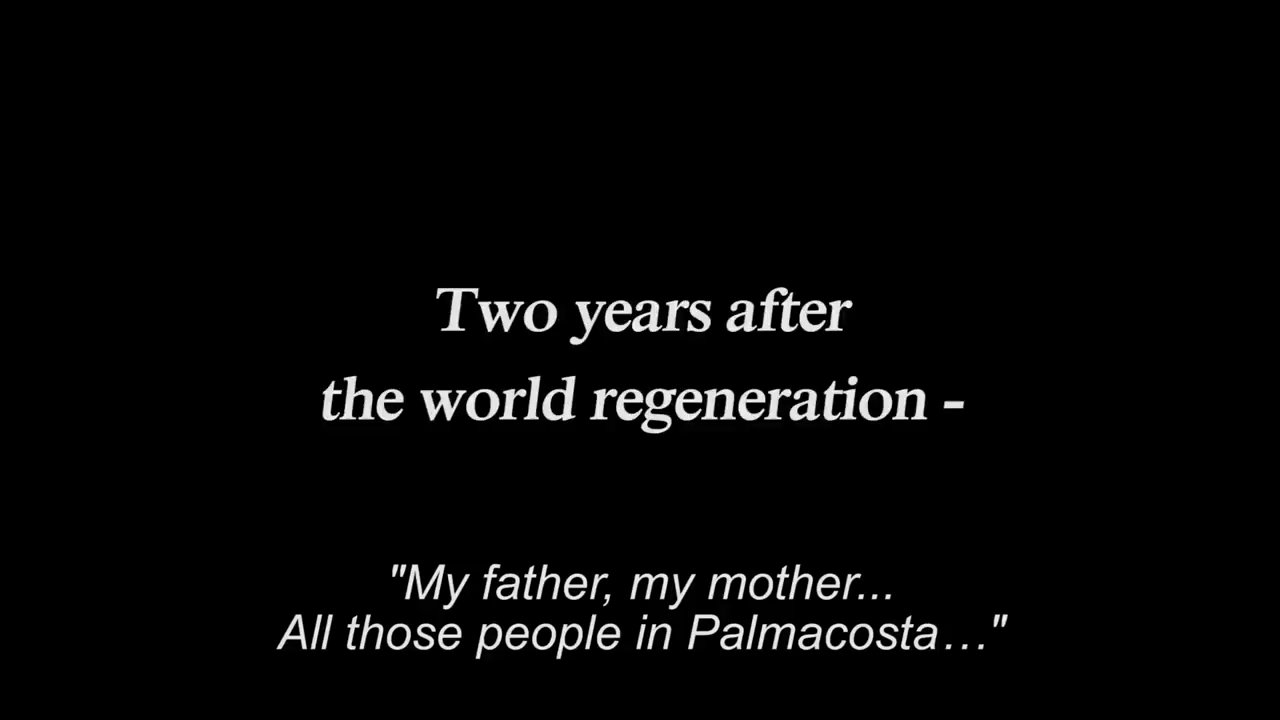 Two years after
the world regeneration -
"My father, my mother...
All those people in Palmacosta…"